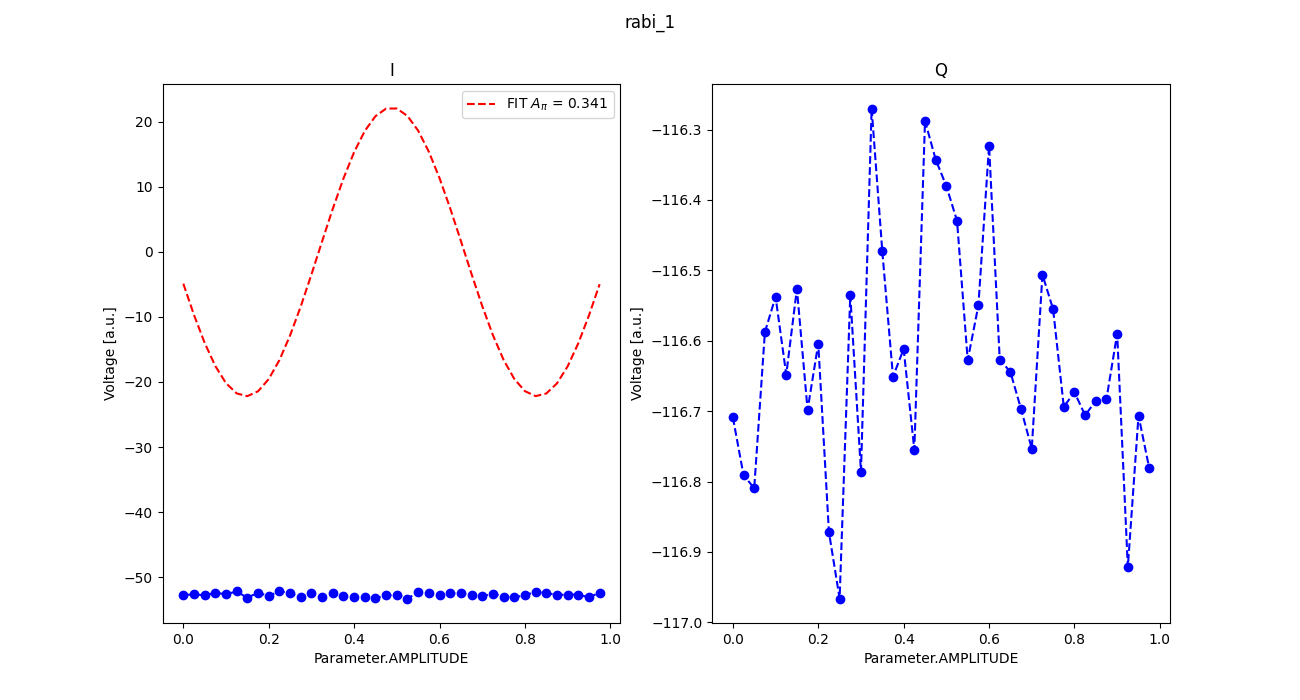 rabi_1
I
FIT Aπ = 0.341
20
10
0
−10
−20
−30
−40
−50
Voltage [a.u.]
0.0 0.2 0.4 0.6 0.8 1.0
Parameter.AMPLITUDE
Q
−116.3
−116.4
−116.5
−116.6
−116.7
−116.8
−116.9
−117.0
Voltage [a.u.]
0.0 0.2 0.4 0.6 0.8 1.0
Parameter.AMPLITUDE